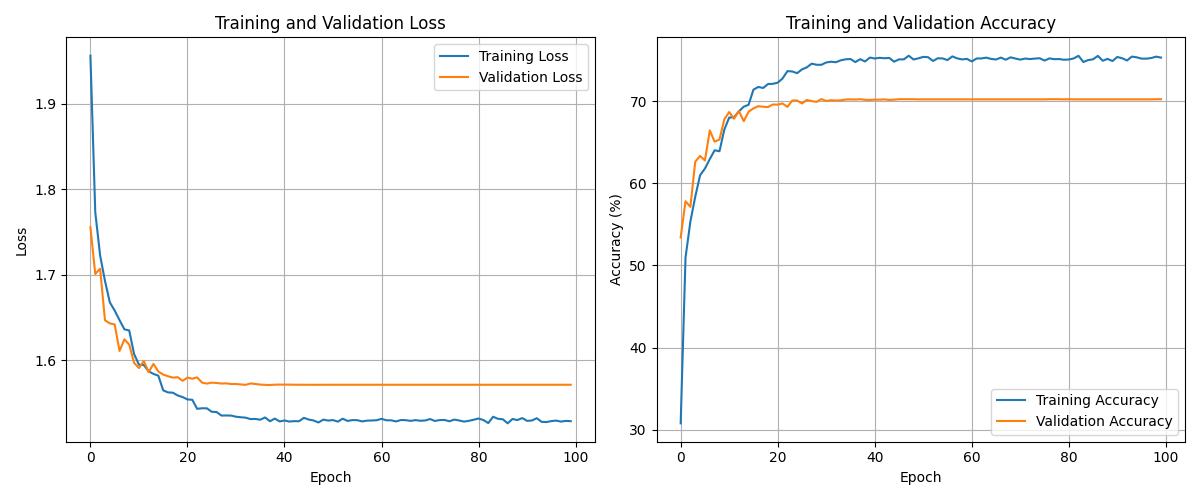 Training and Validation Loss
Training Loss
Validation Loss
1.9
1.8
1.7
1.6
Loss
0
20
40
60
80
100
Epoch
Training and Validation Accuracy
70
60
50
40
30
Accuracy (%)
Training Accuracy
Validation Accuracy
0
20
40
60
80
100
Epoch